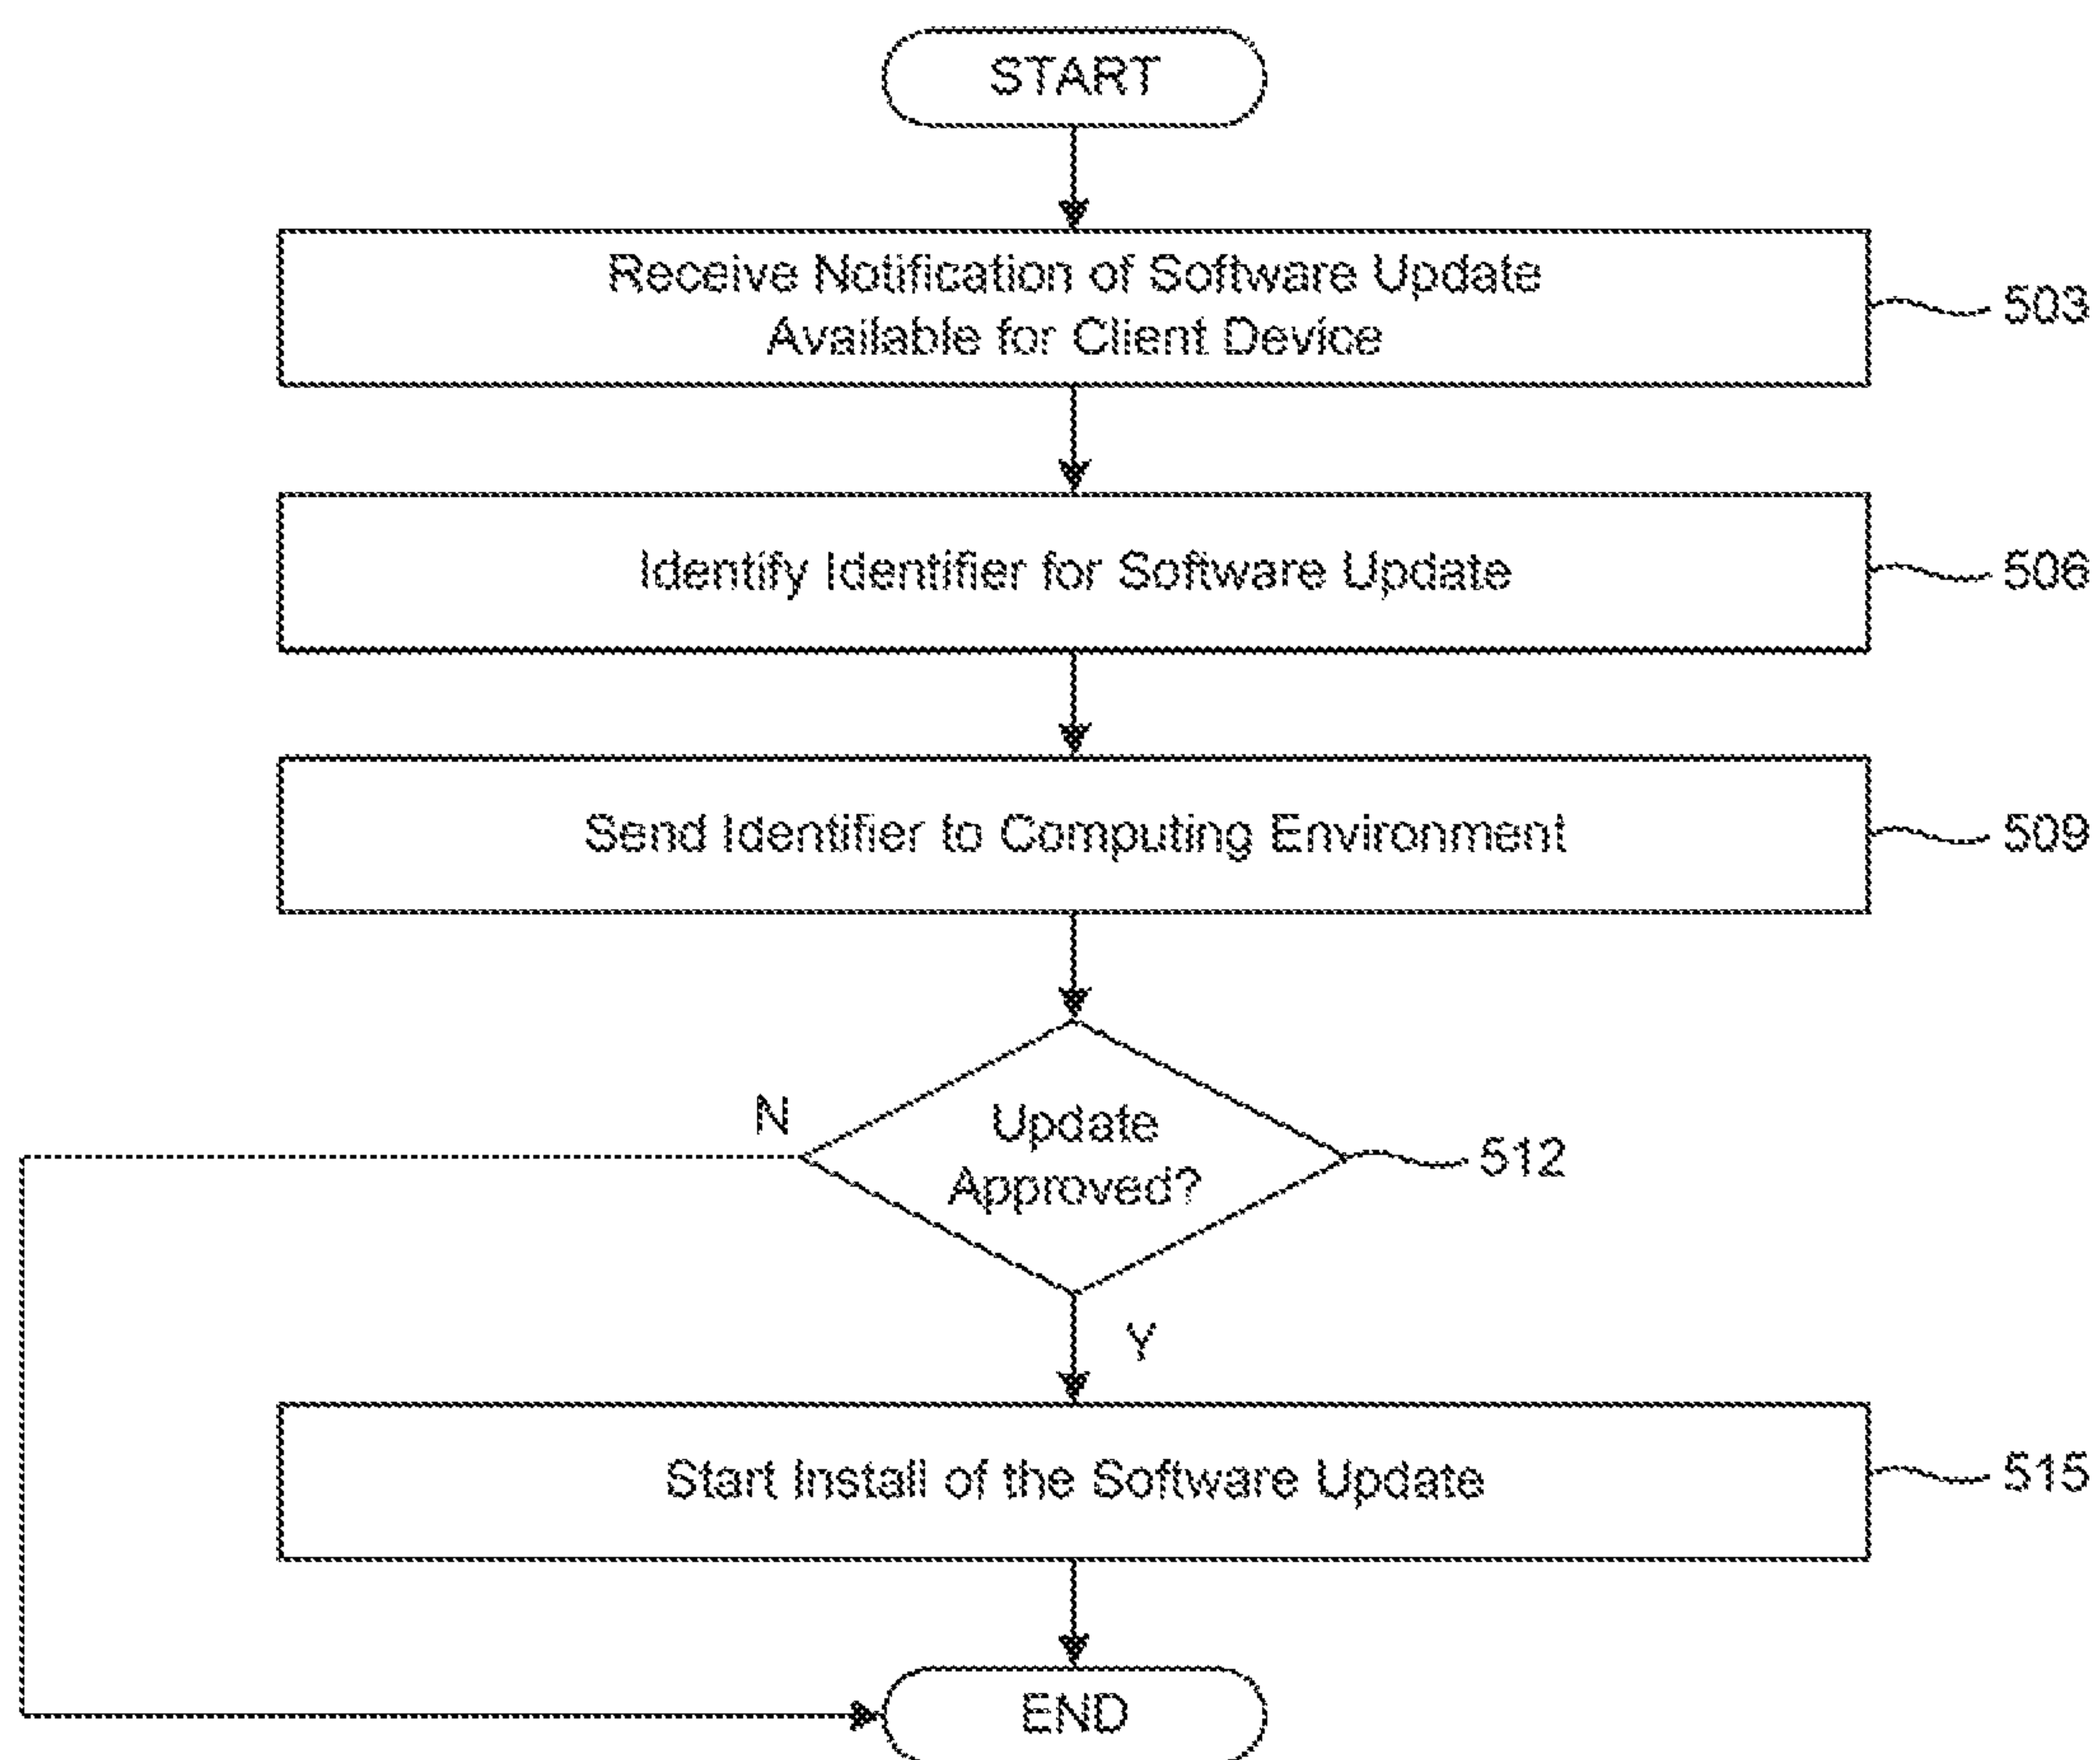 START
Receive Notification of Software Update
Available for Client Device
503
Identify Identifier for Software Update
506
Send Identifier to Computing Environment
509
N
Update
Approved?
512
Y
Start Install of the Software Update
515
END